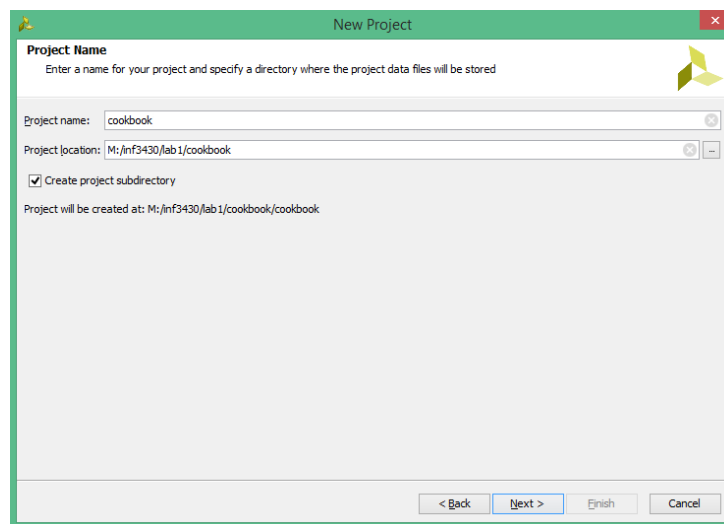 New Project
Project Name
Enter a name for your project and specify a directory where the project data files will be stored
Project name: cookbook
Project location: M:/inf3430/lab1/cookbook ...
Create project subdirectory
Project will be created at: M:/inf3430/lab1/cookbook/cookbook
< Back Next > Finish Cancel